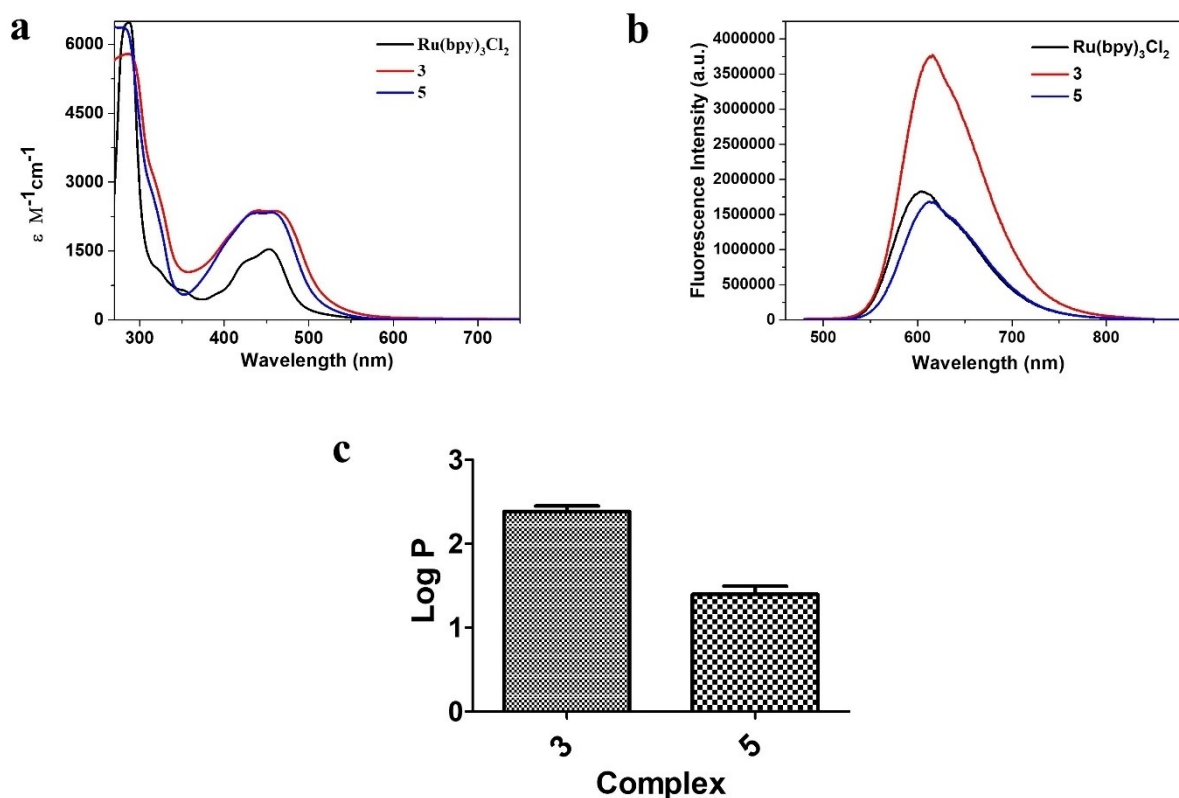 a
ε M⁻¹cm⁻¹
6000
4500
3000
1500
0
300 400 500 600 700
Wavelength (nm)
Ru(bpy)₃Cl₂
3
5
b
Fluorescence Intensity (a.u.)
4000000
3500000
3000000
2500000
2000000
1500000
1000000
500000
0
500 600 700 800
Wavelength (nm)
Ru(bpy)₃Cl₂
3
5
c
Log P
3
2
1
0
3 5
Complex